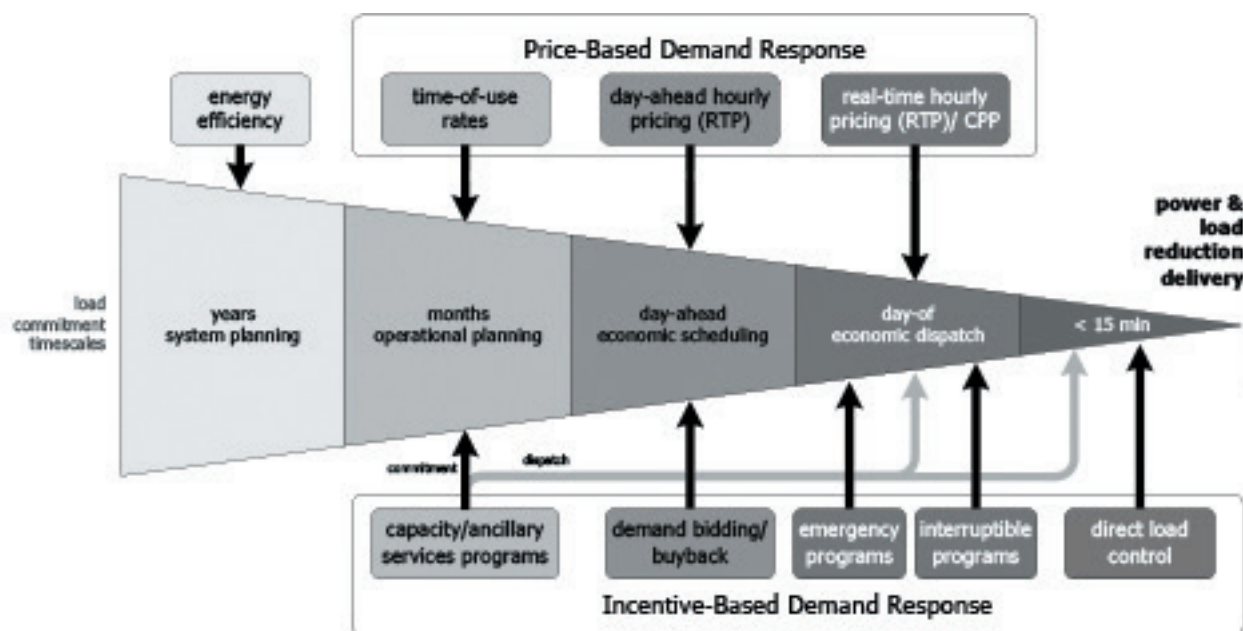 Price-Based Demand Response
energy
efficiency
time-of-use
rates
day-ahead hourly
pricing (RTP)
real-time hourly
pricing (RTP)/ CPP
power &
load
reduction
delivery
load
commitment
timescales
years
system planning
months
operational planning
day-ahead
economic scheduling
day-of
economic dispatch
< 15 min
commitment
dispatch
capacity/ancillary
services programs
demand bidding/
buyback
emergency
programs
interruptible
programs
direct load
control
Incentive-Based Demand Response